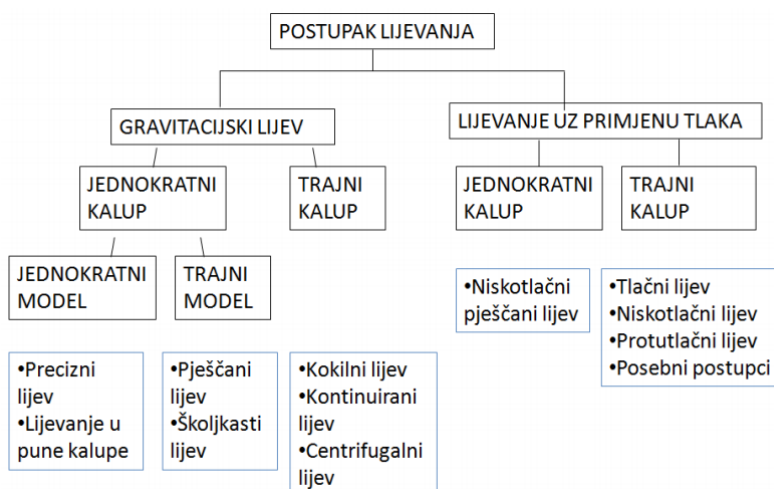 POSTUPAK LIJEVANJA
GRAVITACIJSKI LIJEV
LIJEVANJE UZ PRIMJENU TLAKA
JEDNOKRATNI
KALUP
TRAJNI
KALUP
JEDNOKRATNI
KALUP
TRAJNI
KALUP
JEDNOKRATNI
MODEL
TRAJNI
MODEL
•Niskotlačni
pješčani lijev
•Tlačni lijev
•Niskotlačni lijev
•Protutlačni lijev
•Posebni postupci
•Precizni
lijev
•Lijevanje u
pune kalupe
•Pješčani
lijev
•Školjkasti
lijev
•Kokilni lijev
•Kontinuirani
lijev
•Centrifugalni
lijev